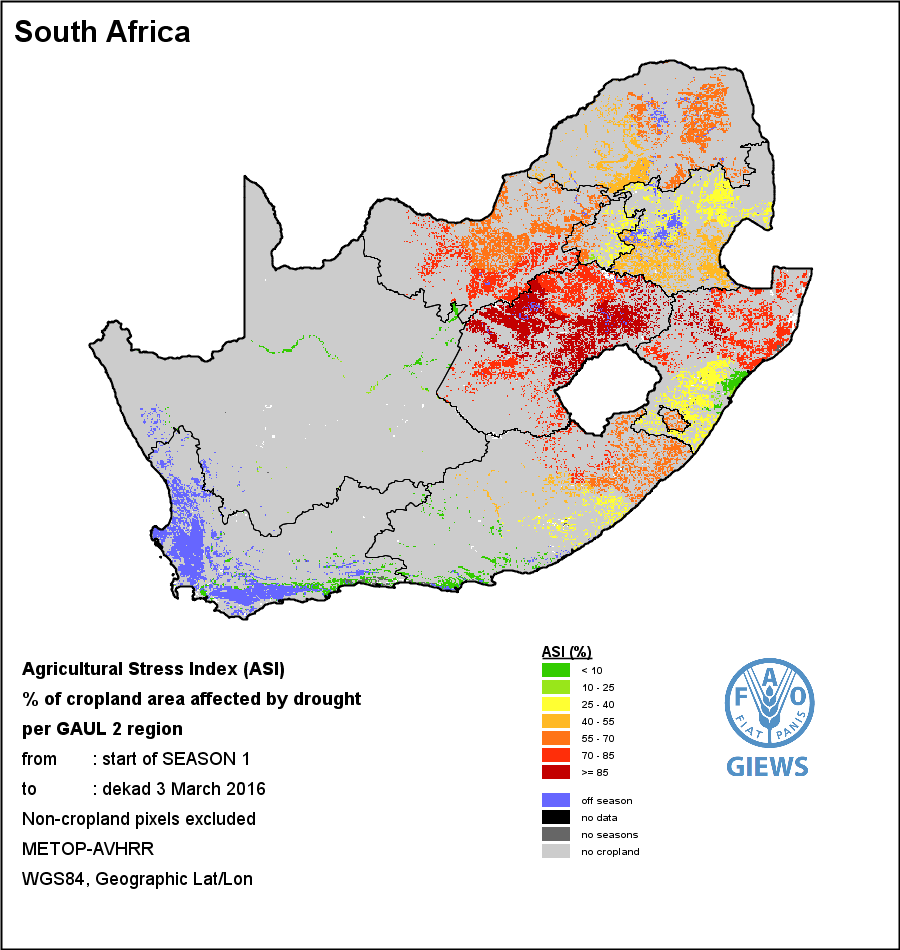 South Africa
Agricultural Stress Index (ASI)
% of cropland area affected by drought
per GAUL 2 region
from : start of SEASON 1
to : dekad 3 March 2016
Non-cropland pixels excluded
METOP-AVHRR
WGS84, Geographic Lat/Lon
ASI (%)
< 10
10 - 25
25 - 40
40 - 55
55 - 70
70 - 85
>= 85
off season
no data
no seasons
no cropland
F A O
FIAT PANIS
GIEWS